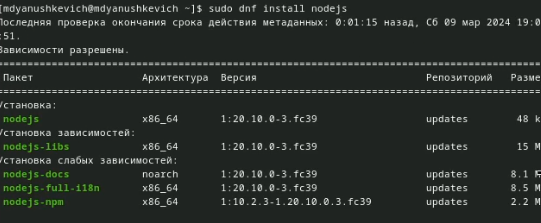 [mdyanushkevich@mdyanushkevich ~]$ sudo dnf install nodejs
Последняя проверка окончания срока действия метаданных: 0:01:15 назад, Сб 09 мар 2024 19:0
:51.
Зависимости разрешены.
Пакет Архитектура Версия Репозиторий Разме
Установка:
nodejs x86_64 1:20.10.0-3.fc39 updates 48 k
Установка зависимостей:
nodejs-libs x86_64 1:20.10.0-3.fc39 updates 15 M
Установка слабых зависимостей:
nodejs-docs noarch 1:20.10.0-3.fc39 updates 8.1 M
nodejs-full-i18n x86_64 1:20.10.0-3.fc39 updates 8.5 M
nodejs-npm x86_64 1:10.2.3-1.20.10.0.3.fc39 updates 2.2 M